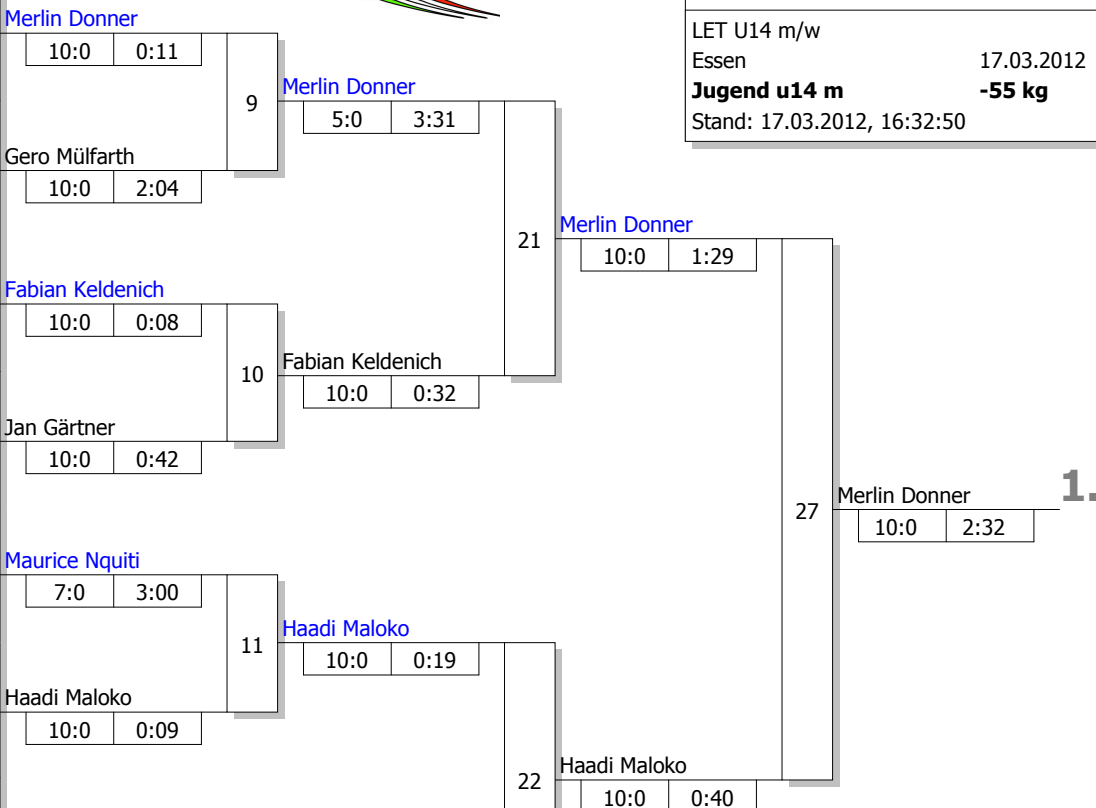 Merlin Donner
10:0 0:11
9
Merlin Donner
5:0 3:31
Gero Mülfarth
10:0 2:04
LET U14 m/w
Essen 17.03.2012
Jugend u14 m -55 kg
Stand: 17.03.2012, 16:32:50
21
Merlin Donner
10:0 1:29
Fabian Keldenich
10:0 0:08
10
Fabian Keldenich
10:0 0:32
Jan Gärtner
10:0 0:42
27
Merlin Donner 1.
10:0 2:32
Maurice Nquiti
7:0 3:00
11
Haadi Maloko
10:0 0:19
Haadi Maloko
10:0 0:09
22
Haadi Maloko
10:0 0:40